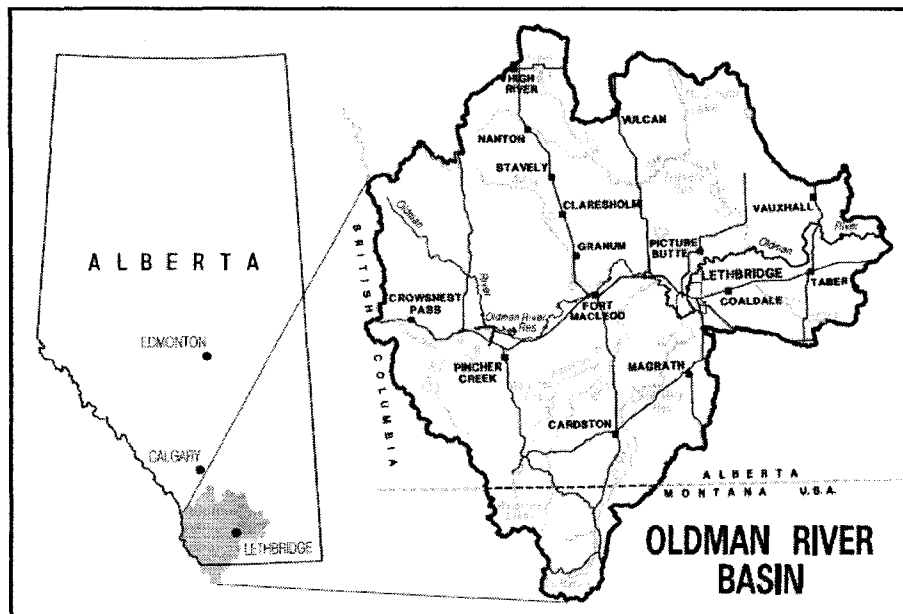 ALBERTA
EDMONTON
CALGARY
LETHBRIDGE
HIGH
RIVER
NANTON
VULCAN
STAVELY
CLARESHOLM
VAUXHALL
Oldman
River
GRANUM
PICTURE
BUTTE
Oldman
River
BRITISH
COLUMBIA
LETHBRIDGE
TABER
COALDALE
CROWSNEST
PASS
Oldman River
Res
FORT
MACLEOD
PINCHER
CREEK
MAGRATH
CARDSTON
ALBERTA
MONTANA U.S.A.
OLDMAN RIVER
BASIN